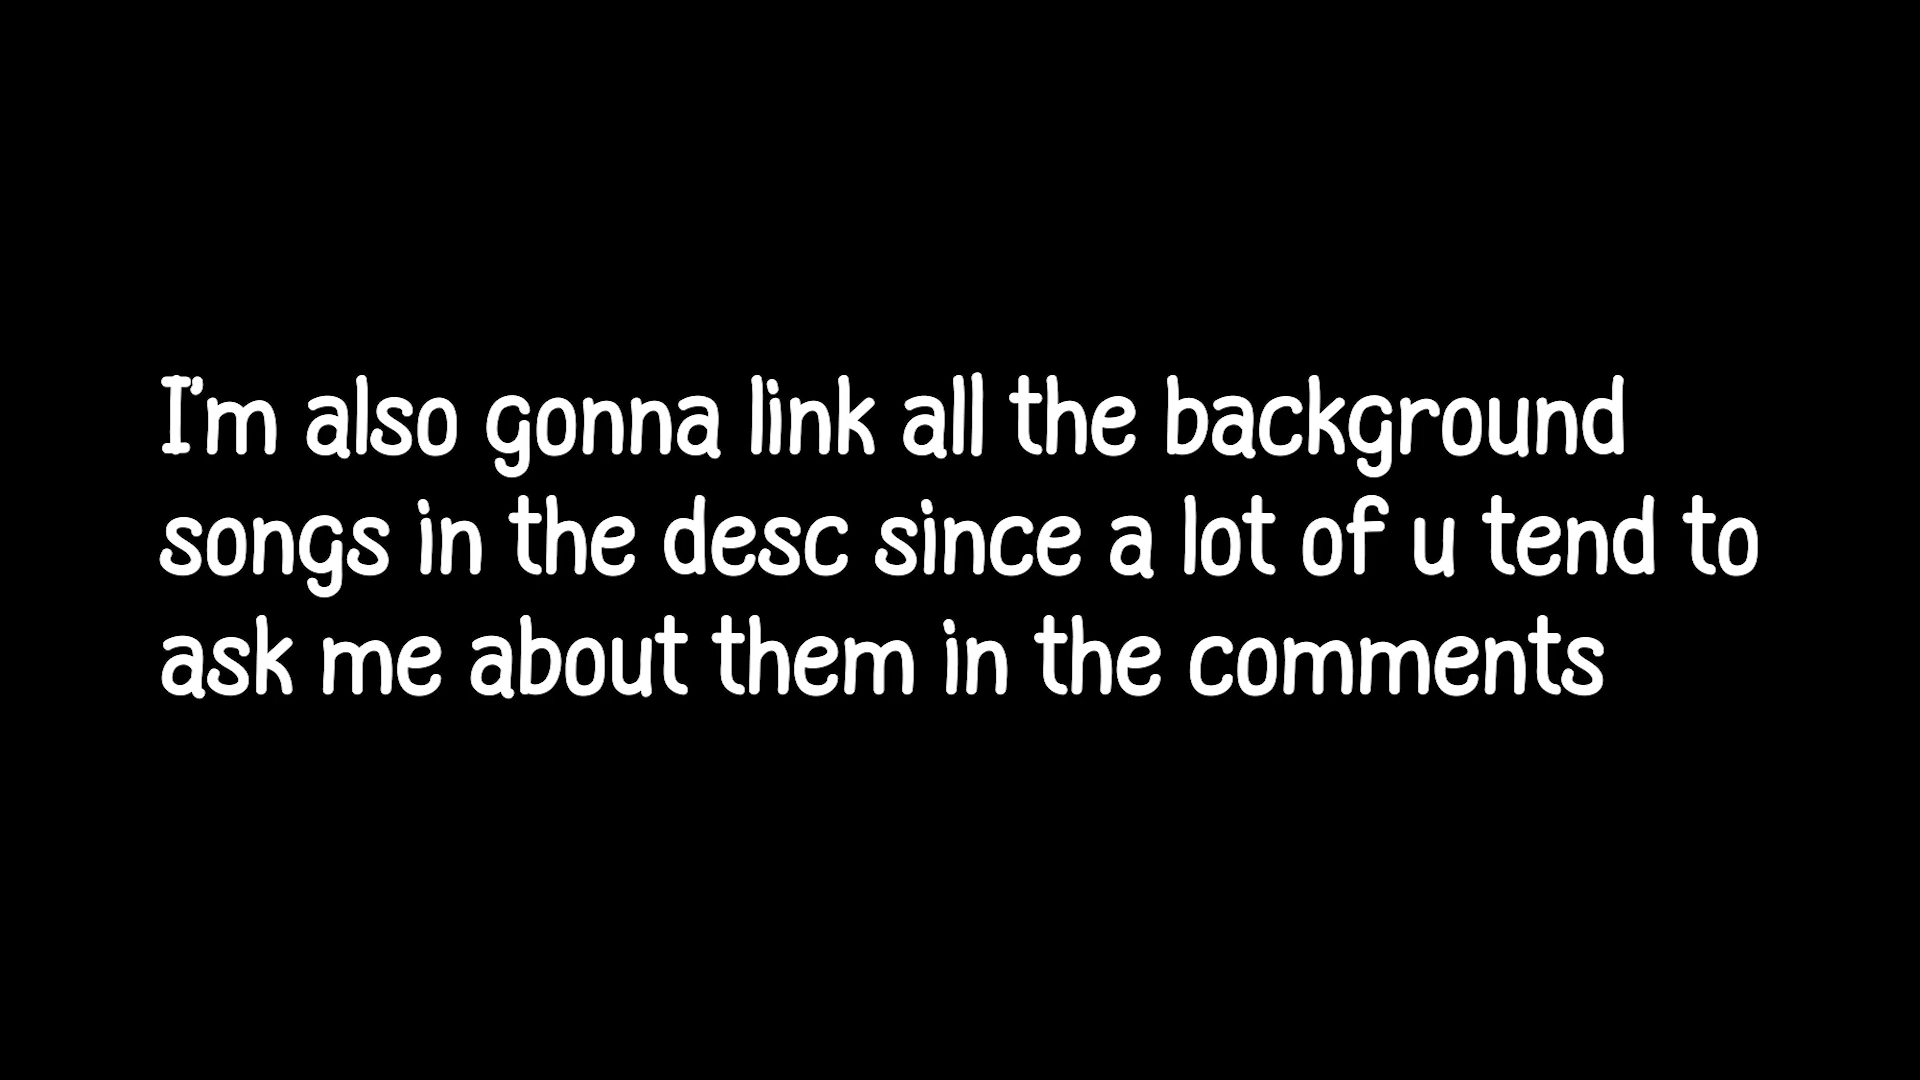 I'm also gonna link all the background
songs in the desc since a lot of u tend to
ask me about them in the comments